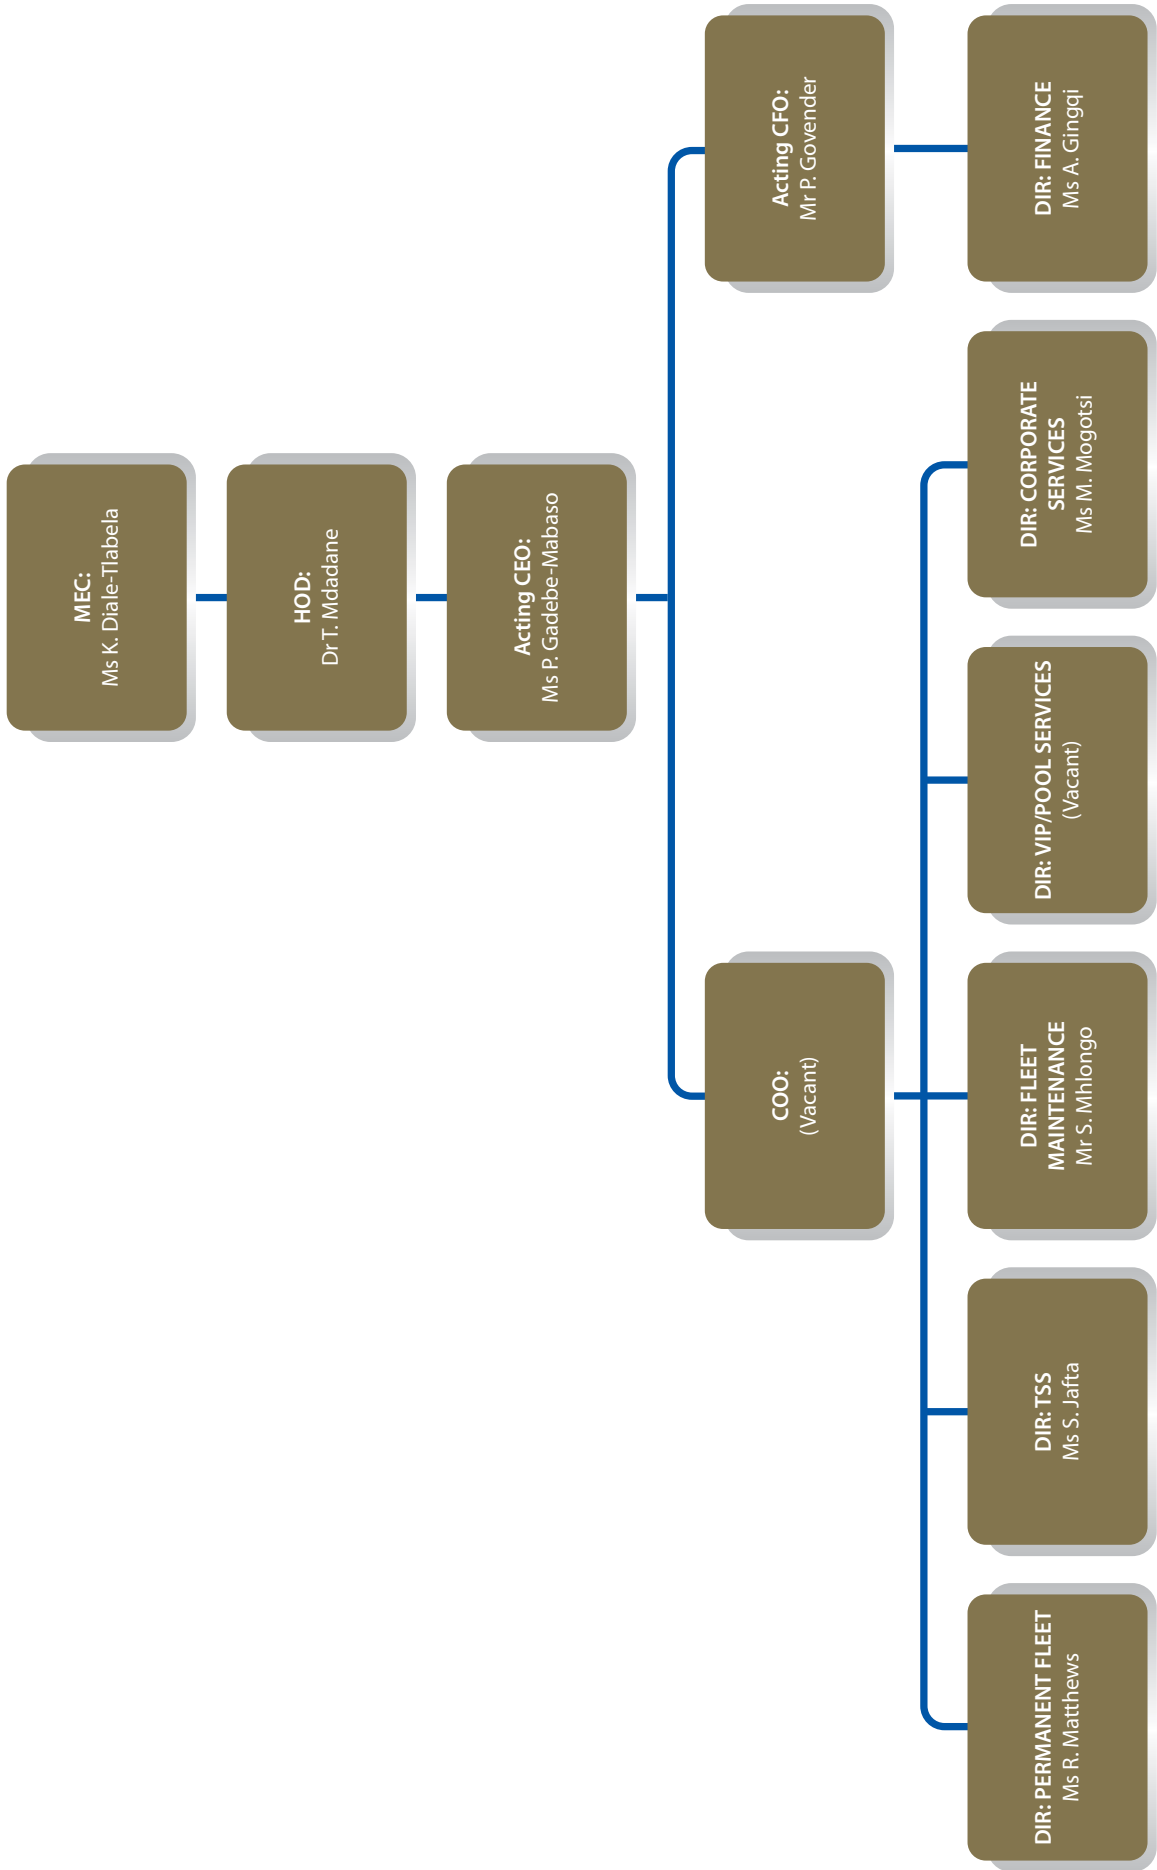 MEC:
Ms K. Diale-Tlabela
HOD:
Dr T. Mdadane
Acting CEO:
Ms P. Gadebe-Mabaso
COO:
(Vacant)
Acting CFO:
Mr P. Govender
DIR: PERMANENT FLEET
Ms R. Matthews
DIR: TSS
Ms S. Jafta
DIR: FLEET
MAINTENANCE
Mr S. Mhlongo
DIR: VIP/POOL SERVICES
(Vacant)
DIR: CORPORATE
SERVICES
Ms M. Mogotsi
DIR: FINANCE
Ms A. Gingqi